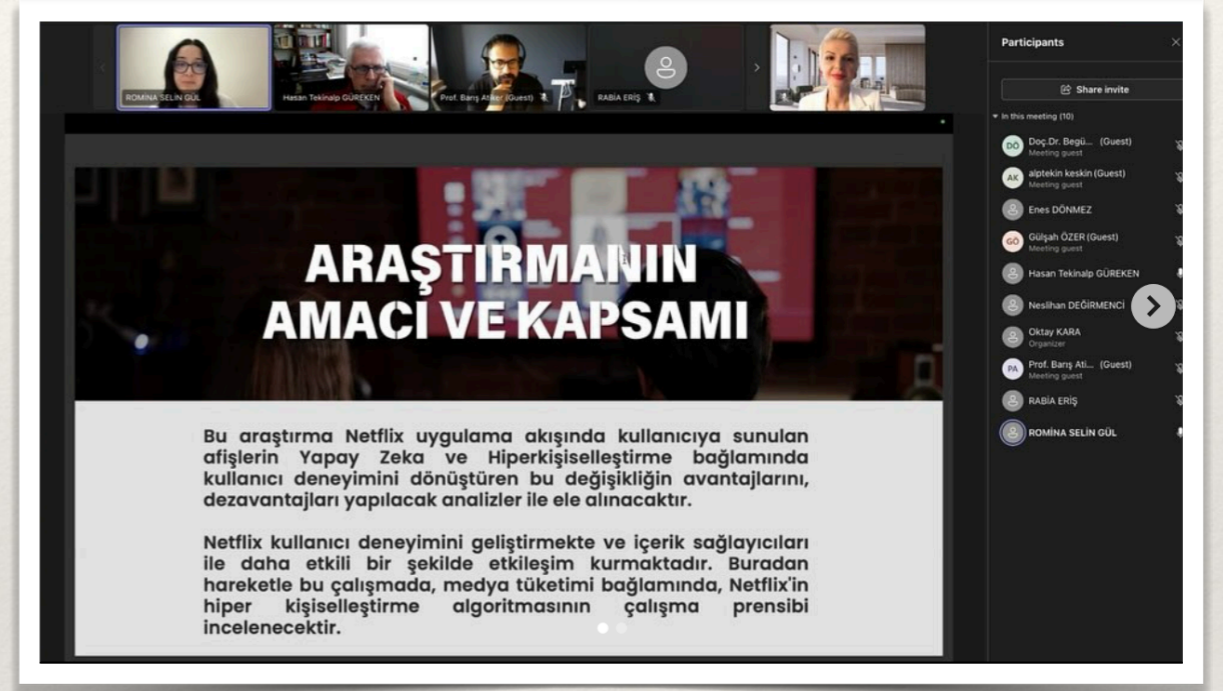 ROMİNA SELİN GÜL
Hasan Tekinalp GÜREKEN
Prof. Barış Atiker (Guest)
RABİA ERİŞ
Participants
Share invite
In this meeting (10)
DÖ
Doç.Dr. Begü... (Guest)
Meeting guest
AK
alptekin keskin (Guest)
Meeting guest
Enes DÖNMEZ
GÖ
Gülşah ÖZER (Guest)
Meeting guest
Hasan Tekinalp GÜREKEN
Neslihan DEĞİRMENCİ
Oktay KARA
Organizer
PA
Prof. Barış Ati... (Guest)
Meeting guest
RABİA ERİŞ
ROMİNA SELİN GÜL
ARAŞTIRMANIN
AMACI VE KAPSAMI
Bu araştırma Netflix uygulama akışında kullanıcıya sunulan
afişlerin Yapay Zeka ve Hiperkişiselleştirme bağlamında
kullanıcı deneyimini dönüştüren bu değişikliğin avantajlarını,
dezavantajları yapılacak analizler ile ele alınacaktır.
Netflix kullanıcı deneyimini geliştirmekte ve içerik sağlayıcıları
ile daha etkili bir şekilde etkileşim kurmaktadır. Buradan
hareketle bu çalışmada, medya tüketimi bağlamında, Netflix'in
hiper kişiselleştirme algoritmasının çalışma prensibi
incelenecektir.